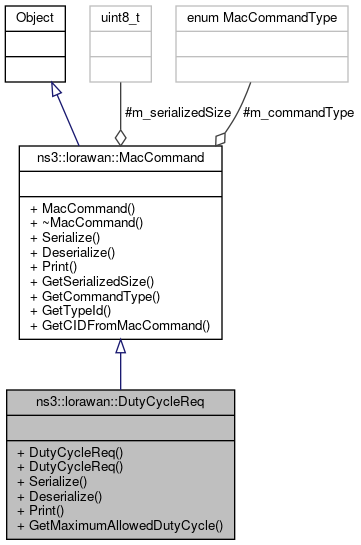 Object
uint8_t
enum MacCommandType
#m_serializedSize
#m_commandType
ns3::lorawan::MacCommand
+ MacCommand()
+ ~MacCommand()
+ Serialize()
+ Deserialize()
+ Print()
+ GetSerializedSize()
+ GetCommandType()
+ GetTypeId()
+ GetCIDFromMacCommand()
ns3::lorawan::DutyCycleReq
+ DutyCycleReq()
+ DutyCycleReq()
+ Serialize()
+ Deserialize()
+ Print()
+ GetMaximumAllowedDutyCycle()